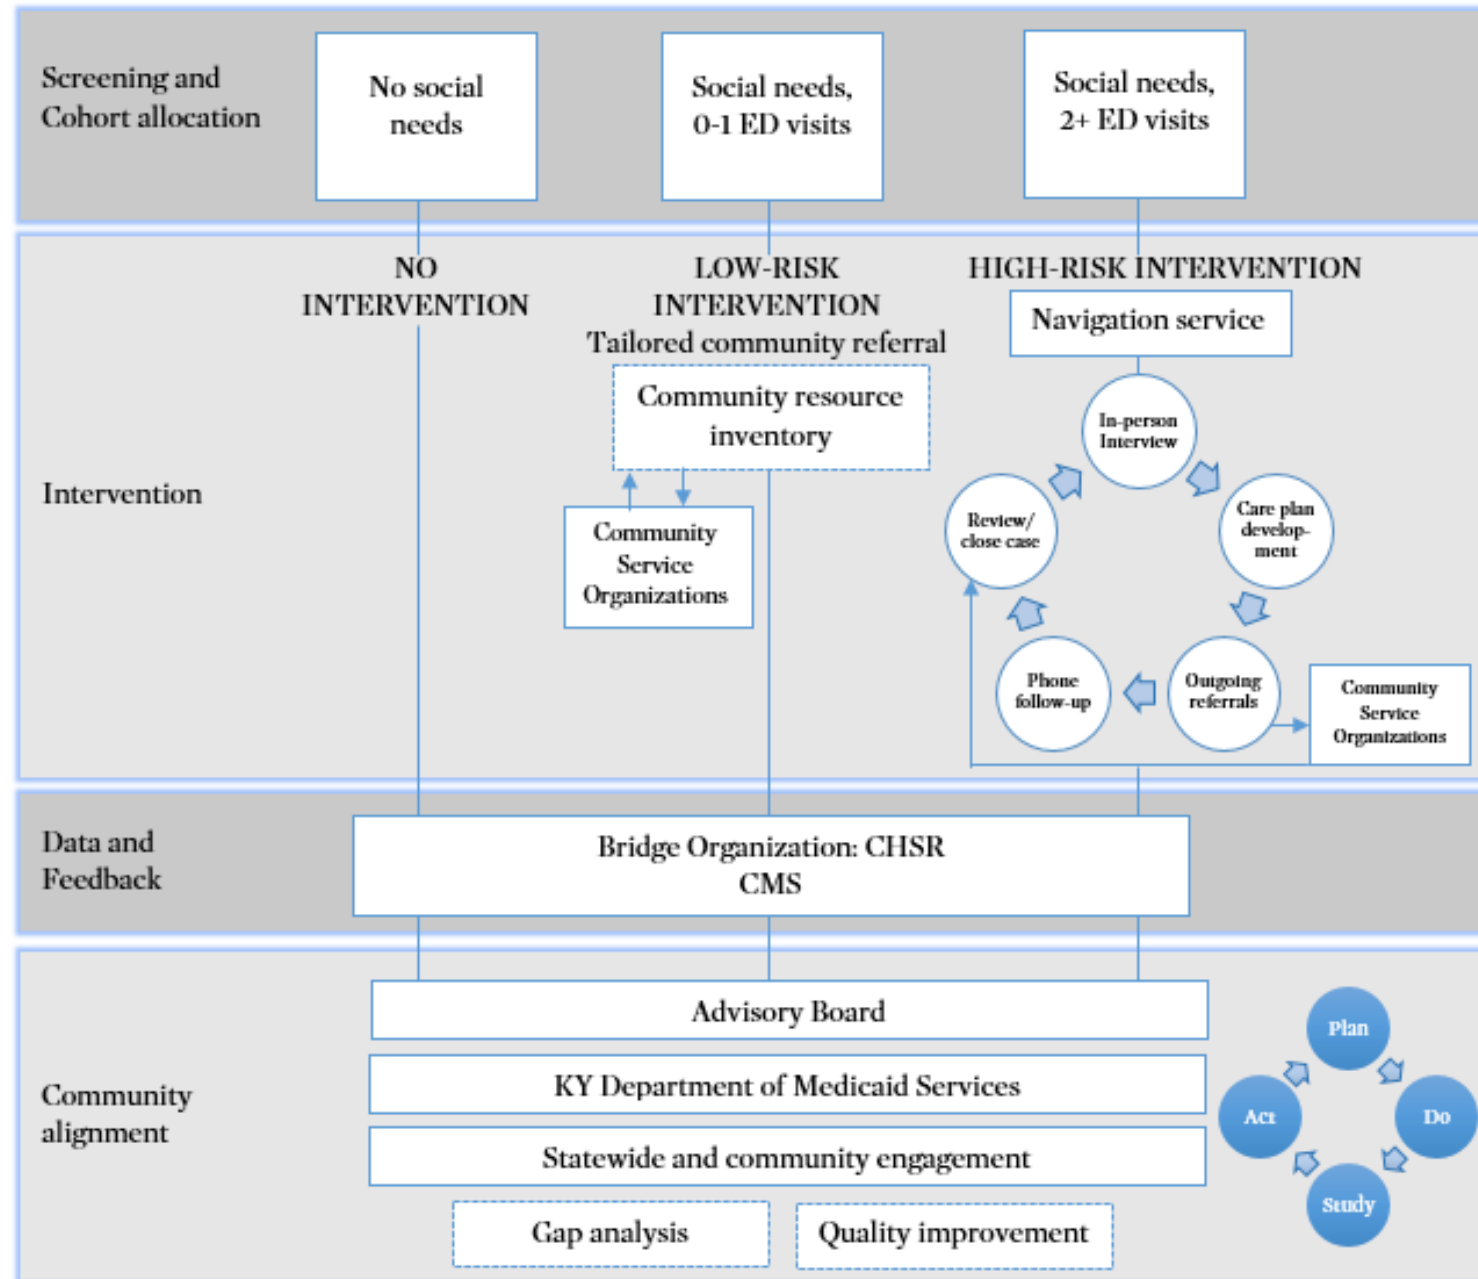 Screening and
Cohort allocation
No social
needs
Social needs,
0-1 ED visits
Social needs,
2+ ED visits
Intervention
NO
INTERVENTION
LOW-RISK
INTERVENTION
Tailored community referral
Community resource
inventory
Community
Service
Organizations
HIGH-RISK INTERVENTION
Navigation service
In-person
Interview
Care plan
develop-
ment
Outgoing
referrals
Phone
follow-up
Review/
close case
Community
Service
Organizations
Data and
Feedback
Bridge Organization: CHSR
CMS
Community
alignment
Advisory Board
KY Department of Medicaid Services
Statewide and community engagement
Gap analysis
Quality improvement
Plan
Do
Study
Act